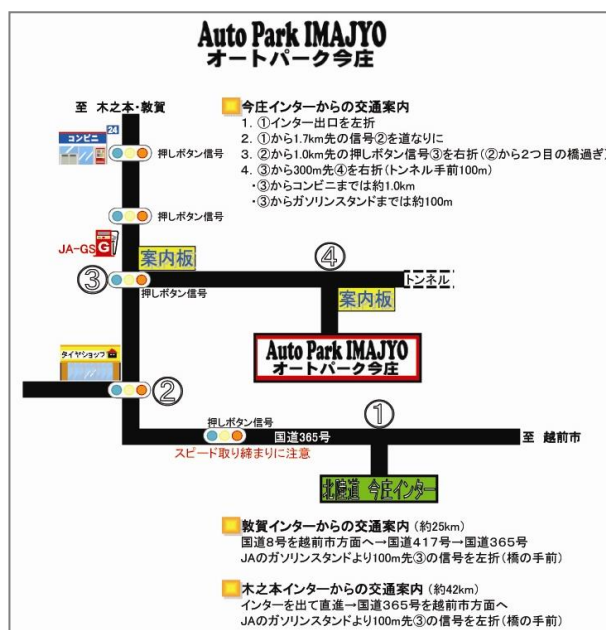 Auto Park IMAJYO
オートパーク今庄
至 木之本・敦賀
24
コンビニ
押しボタン信号
押しボタン信号
JA-GS
G
案内板
③
押しボタン信号
④
トンネル
案内板
Auto Park IMAJYO
オートパーク今庄
タイヤショップ
②
①
押しボタン信号
国道365号
至 越前市
スピード取り締まりに注意
北陸道 今庄インター
今庄インターからの交通案内
1. ①インター出口を左折
2. ①から1.7km先の信号②を道なりに
3. ②から1.0km先の押しボタン信号③を右折(②から2つ目の橋過ぎ)
4. ③から300m先④を右折(トンネル手前100m)
・③からコンビニまでは約1.0km
・③からガソリンスタンドまでは約100m
敦賀インターからの交通案内 (約25km)
国道8号を越前市方面へ→国道417号→国道365号
JAのガソリンスタンドより100m先③の信号を左折(橋の手前)
木之本インターからの交通案内 (約42km)
インターを出て直進→国道365号を越前市方面へ
JAのガソリンスタンドより100m先③の信号を左折(橋の手前)